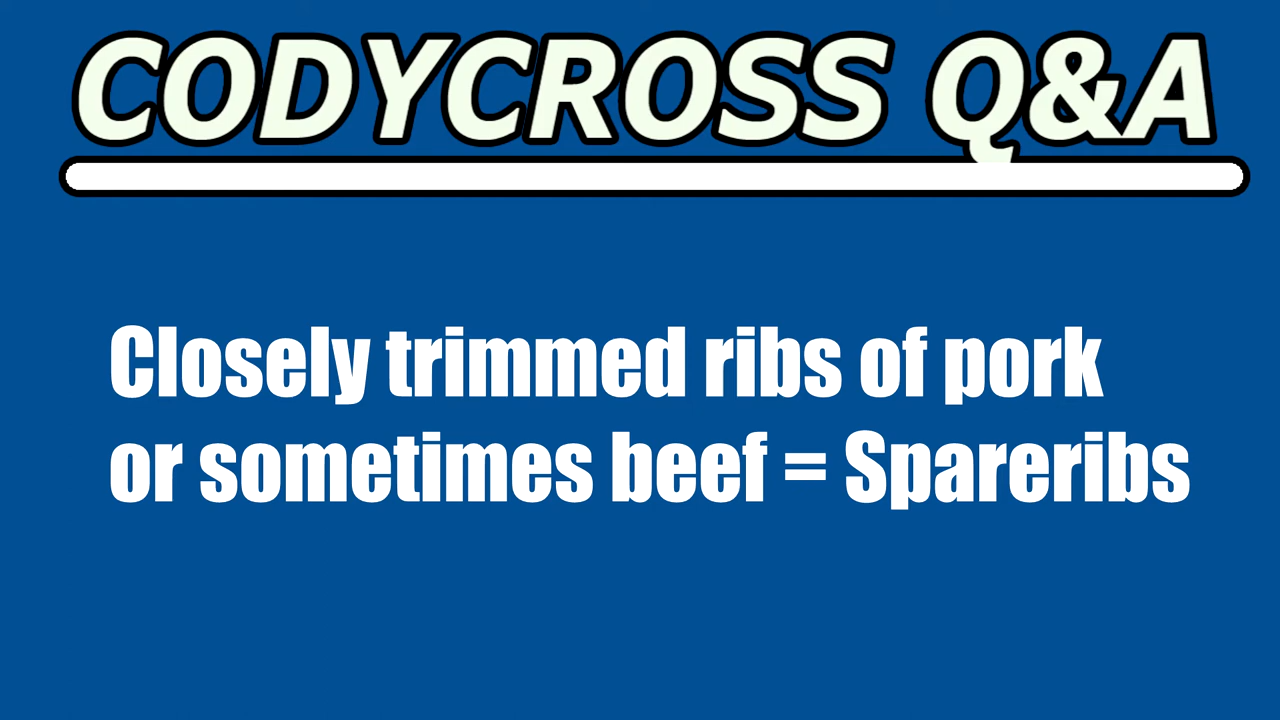 CODYCROSS Q&A
Closely trimmed ribs of pork
or sometimes beef = Spareribs